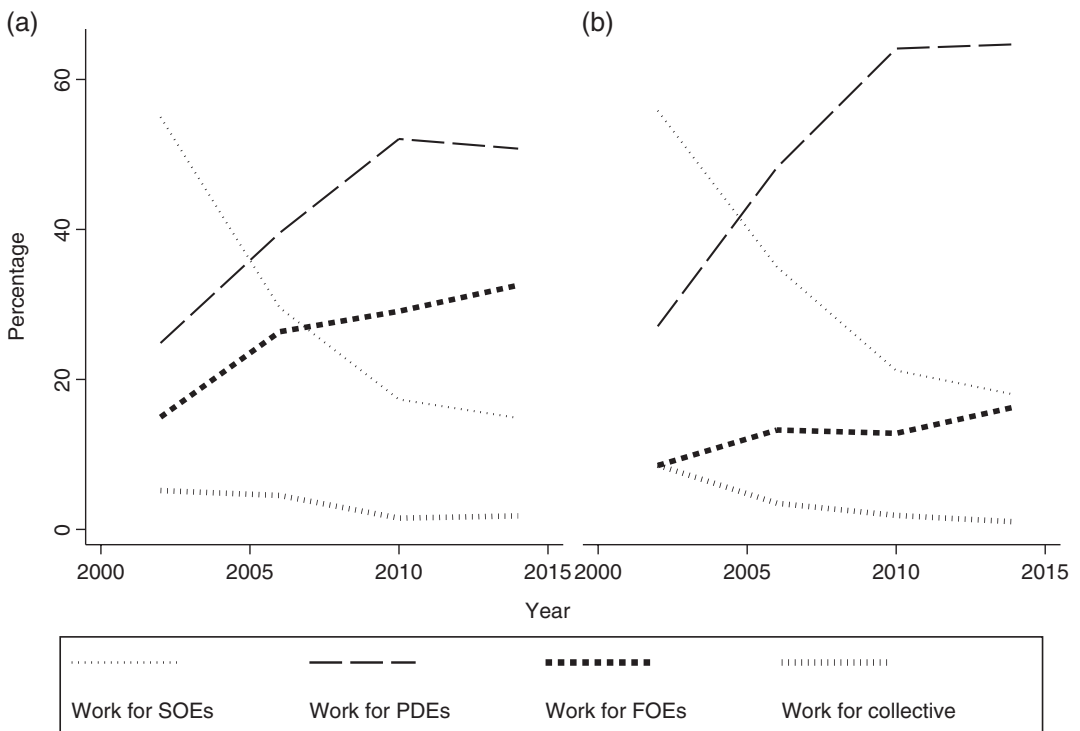 (a) (b)
60
40
20
0
Percentage
2000 2005 2010 2015 2000 2005 2010 2015
Year
Work for SOEs Work for PDEs Work for FOEs Work for collective